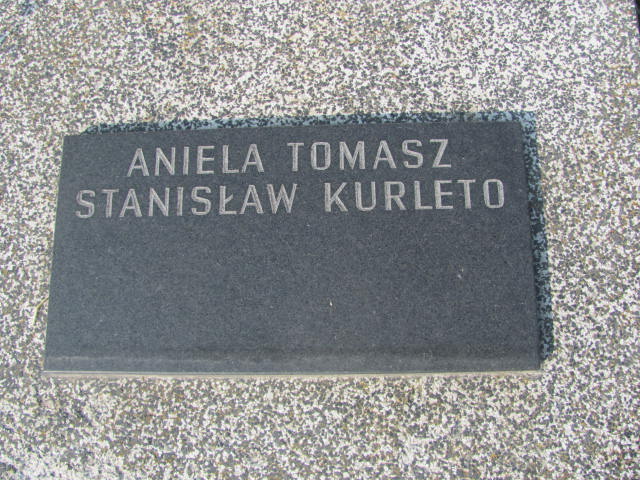 ANIELA TOMASZ
STANISŁAW KURLETO